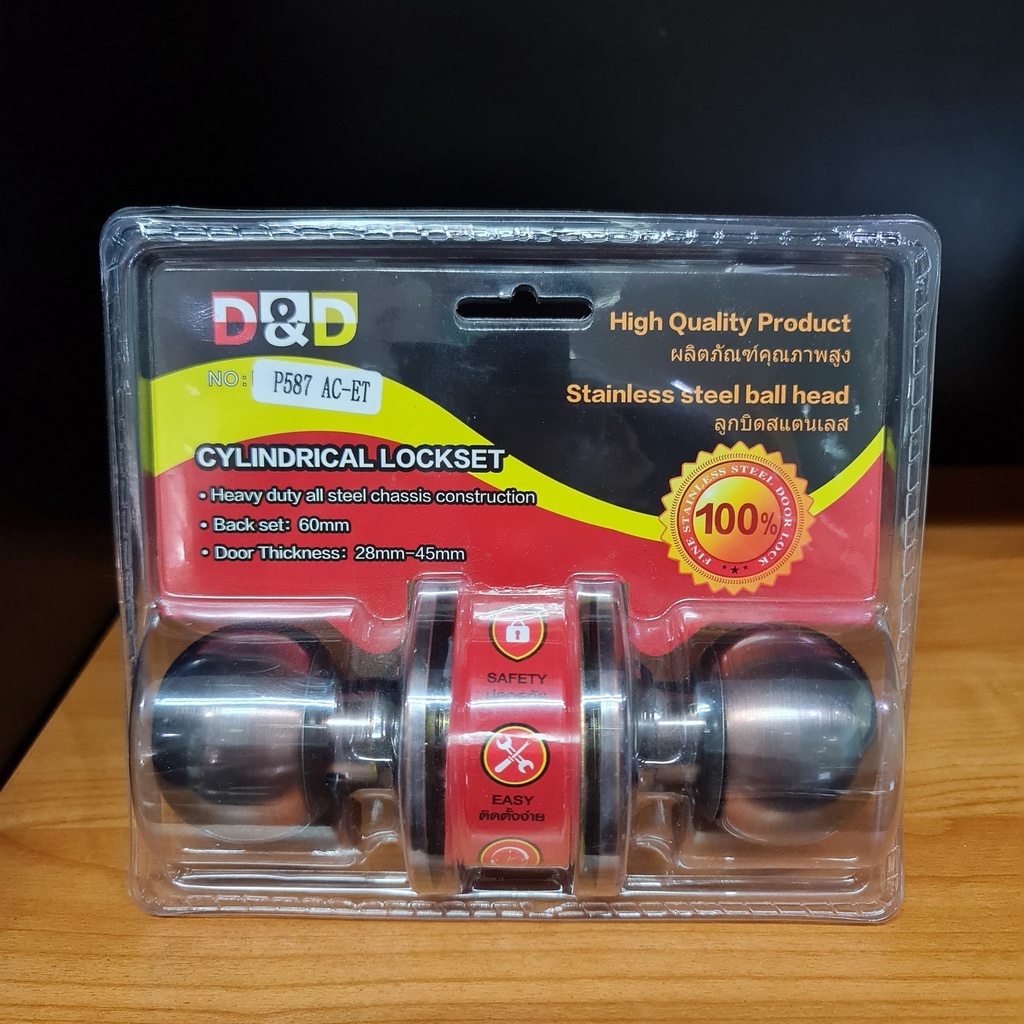 D&D
NO:
P587 AC-ET
High Quality Product
ผลิตภัณฑ์คุณภาพสูง
Stainless steel ball head
ลูกบิดสแตนเลส
CYLINDRICAL LOCKSET
• Heavy duty all steel chassis construction
• Back set: 60mm
• Door Thickness: 28mm-45mm
FINE STAINLESS STEEL DOOR LOCK
100%
SAFETY
EASY
ติดตั้งง่าย